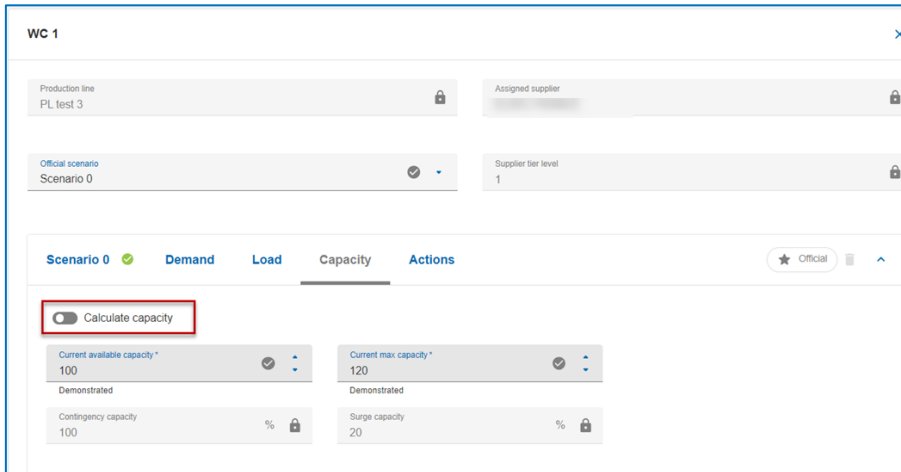 WC 1
Production line
PL test 3
Assigned supplier
Official scenario
Scenario 0
Supplier tier level
1
Scenario 0 Demand Load Capacity Actions Official
Calculate capacity
Current available capacity *
100
Demonstrated
Current max capacity *
120
Demonstrated
Contingency capacity
100 %
Surge capacity
20 %